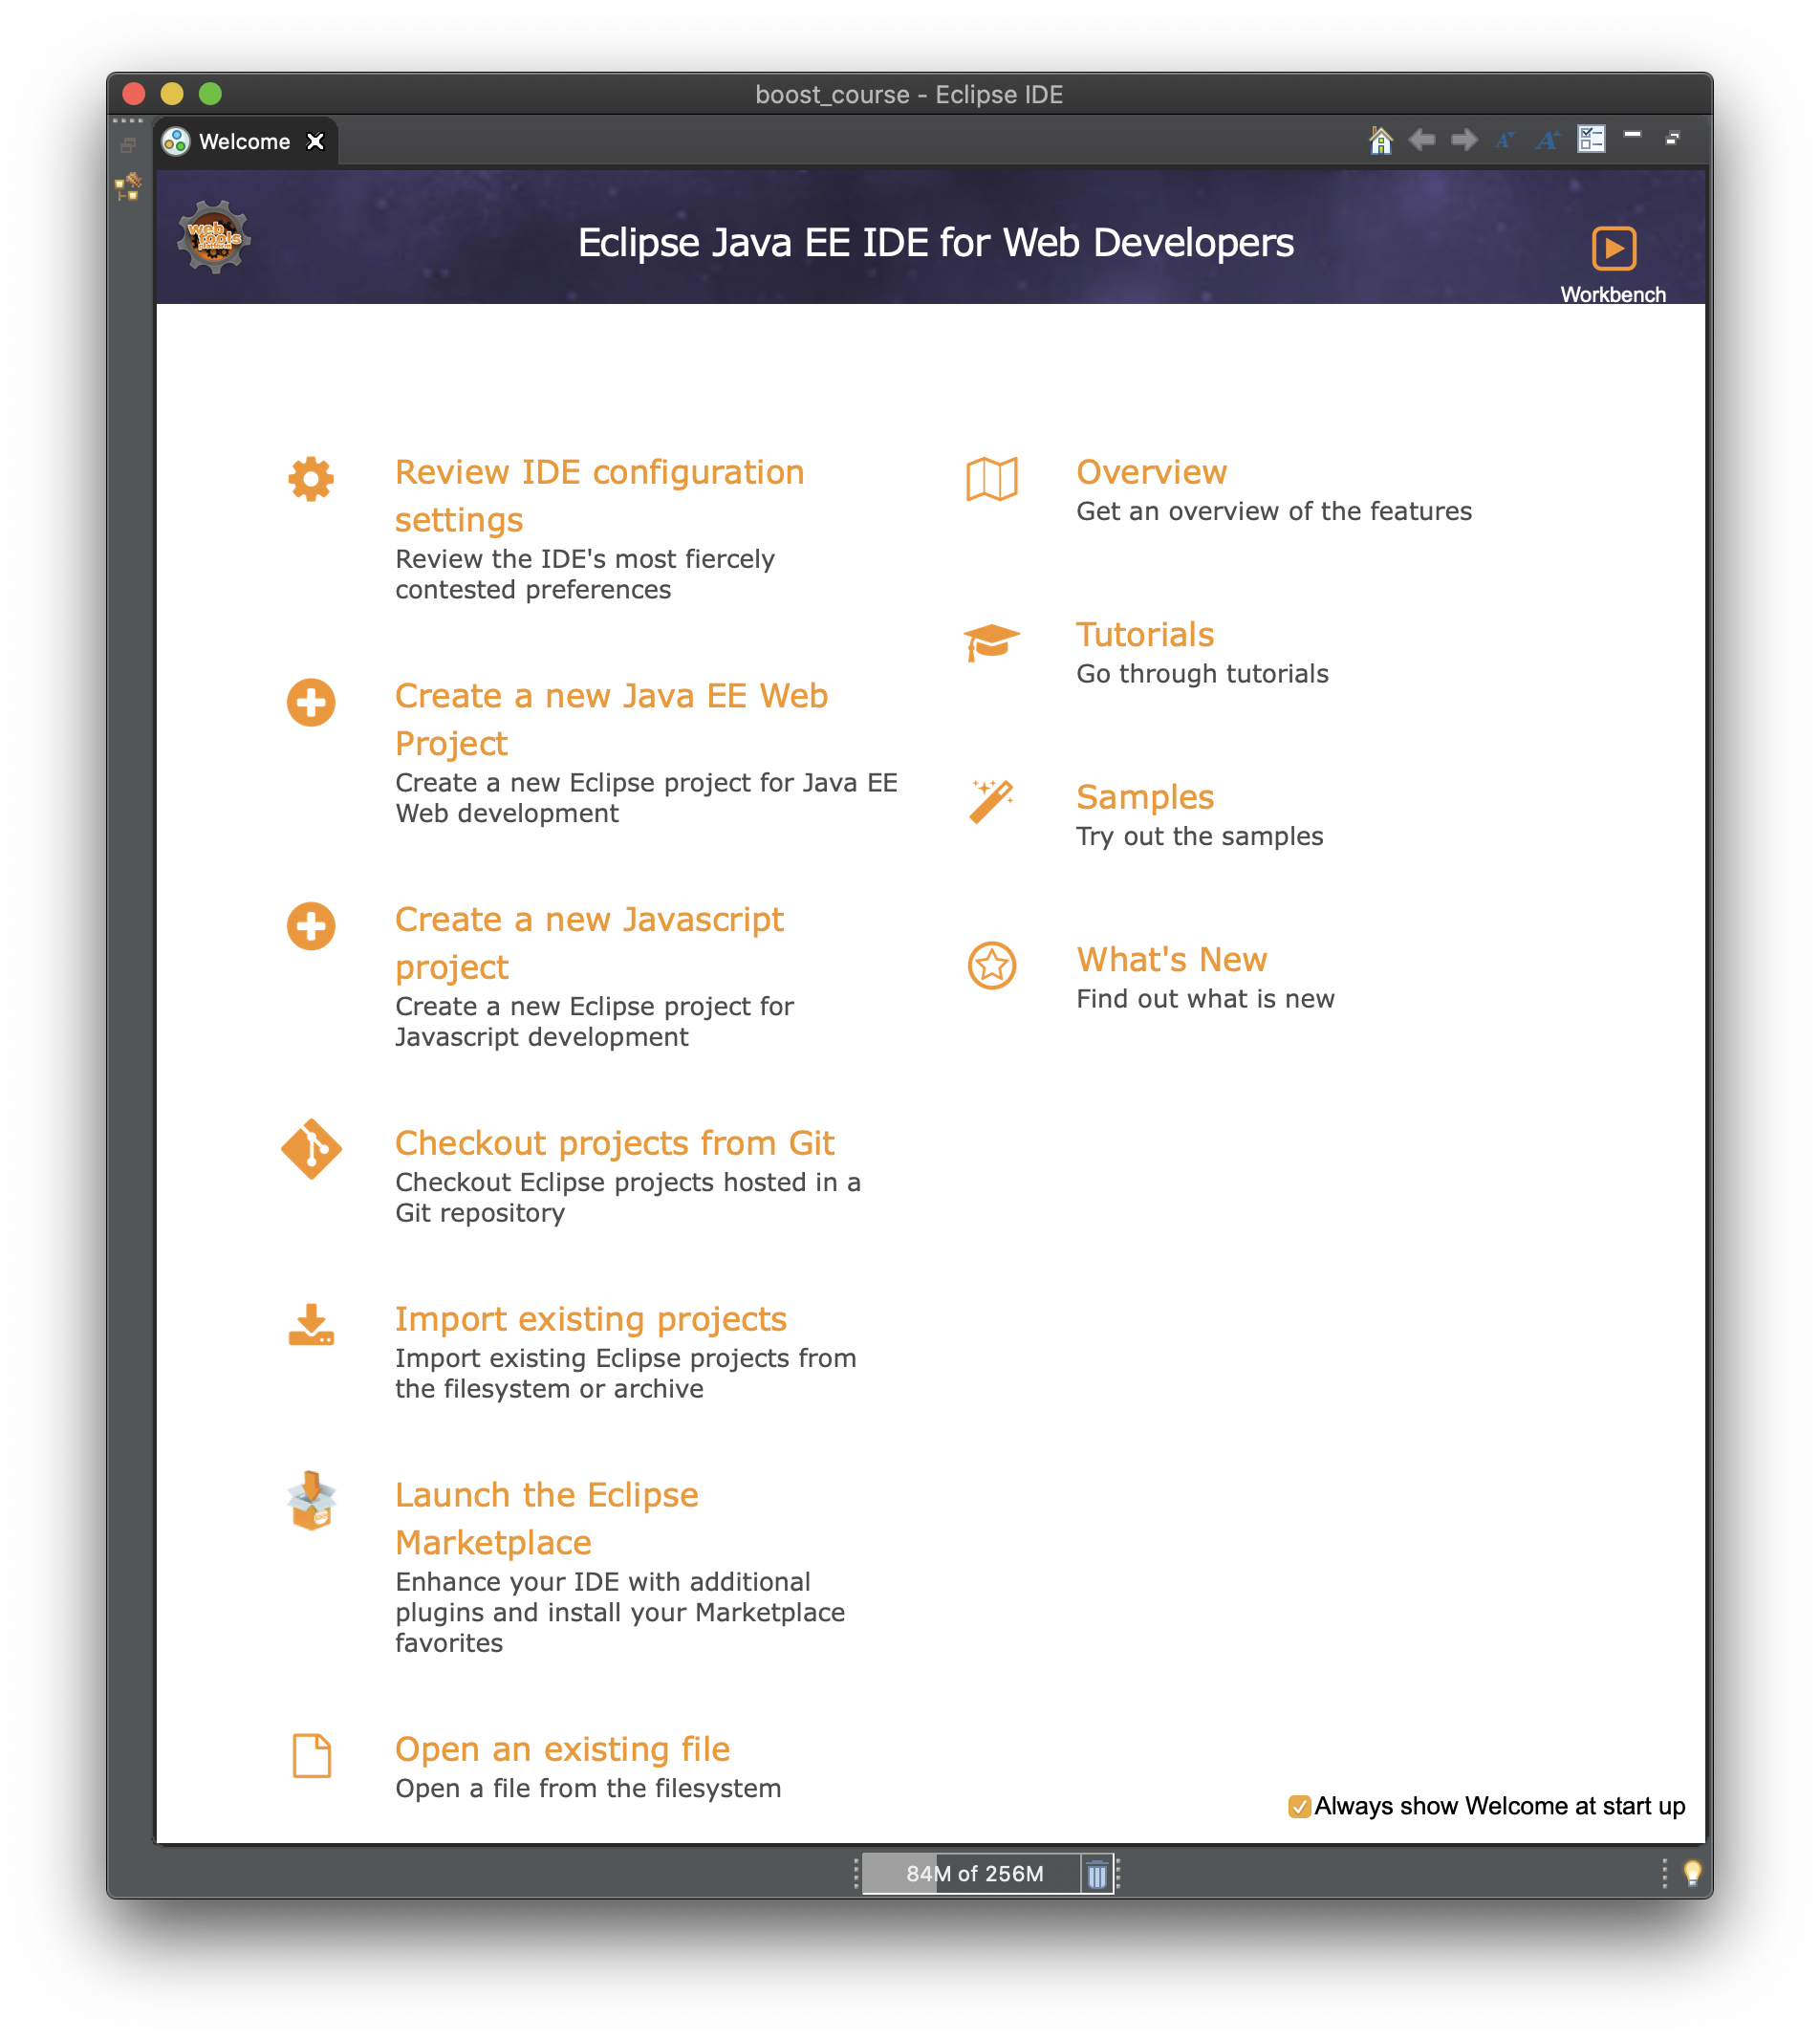 boost_course - Eclipse IDE
Welcome
web
tools
platform
Eclipse Java EE IDE for Web Developers
Workbench
Review IDE configuration
settings
Review the IDE's most fiercely
contested preferences
Create a new Java EE Web
Project
Create a new Eclipse project for Java EE
Web development
Create a new Javascript
project
Create a new Eclipse project for
Javascript development
Checkout projects from Git
Checkout Eclipse projects hosted in a
Git repository
Import existing projects
Import existing Eclipse projects from
the filesystem or archive
Launch the Eclipse
Marketplace
Enhance your IDE with additional
plugins and install your Marketplace
favorites
Open an existing file
Open a file from the filesystem
Overview
Get an overview of the features
Tutorials
Go through tutorials
Samples
Try out the samples
What's New
Find out what is new
Always show Welcome at start up
84M of 256M